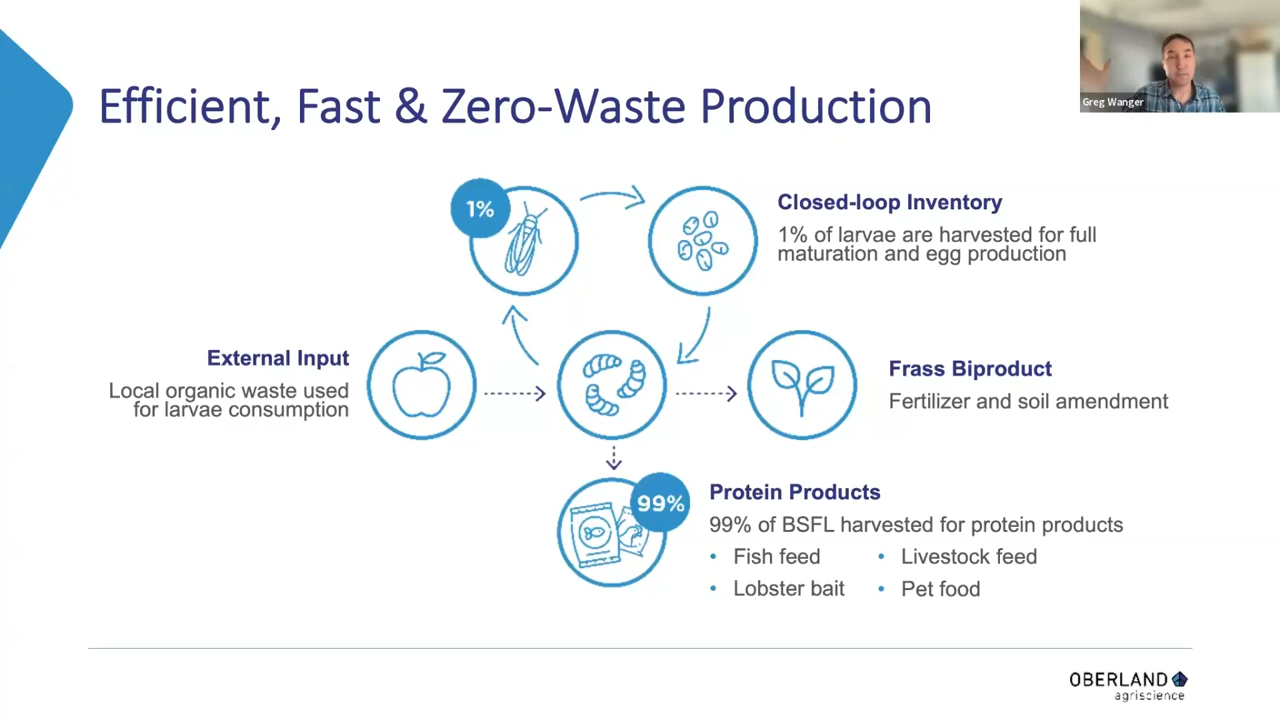 Efficient, Fast & Zero-Waste Production
Greg Wanger
1%
Closed-loop Inventory
1% of larvae are harvested for full
maturation and egg production
External Input
Local organic waste used
for larvae consumption
Frass Biproduct
Fertilizer and soil amendment
99%
Protein Products
99% of BSFL harvested for protein products
• Fish feed
• Livestock feed
• Lobster bait
• Pet food
OBERLAND
agriscience